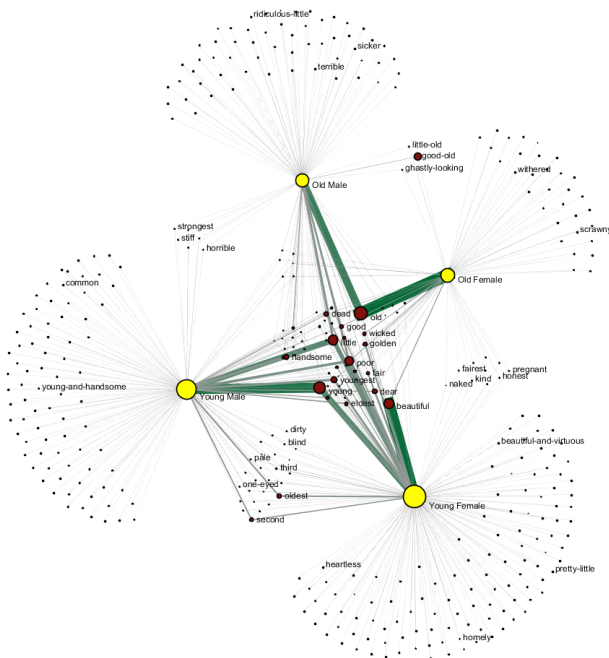 ridiculous-little
sicker
terrible
little-old
good-old
ghastly-looking
withered
Old Male
strongest
stiff
horrible
scrawny
Old Female
common
dead
old
good
wicked
little
golden
handsome
poor
fair
youngest
young-and-handsome
Young Male
young
dear
eldest
beautiful
fairest
pregnant
kind
honest
naked
dirty
blind
beautiful-and-virtuous
pale
third
one-eyed
oldest
Young Female
second
heartless
pretty-little
homely